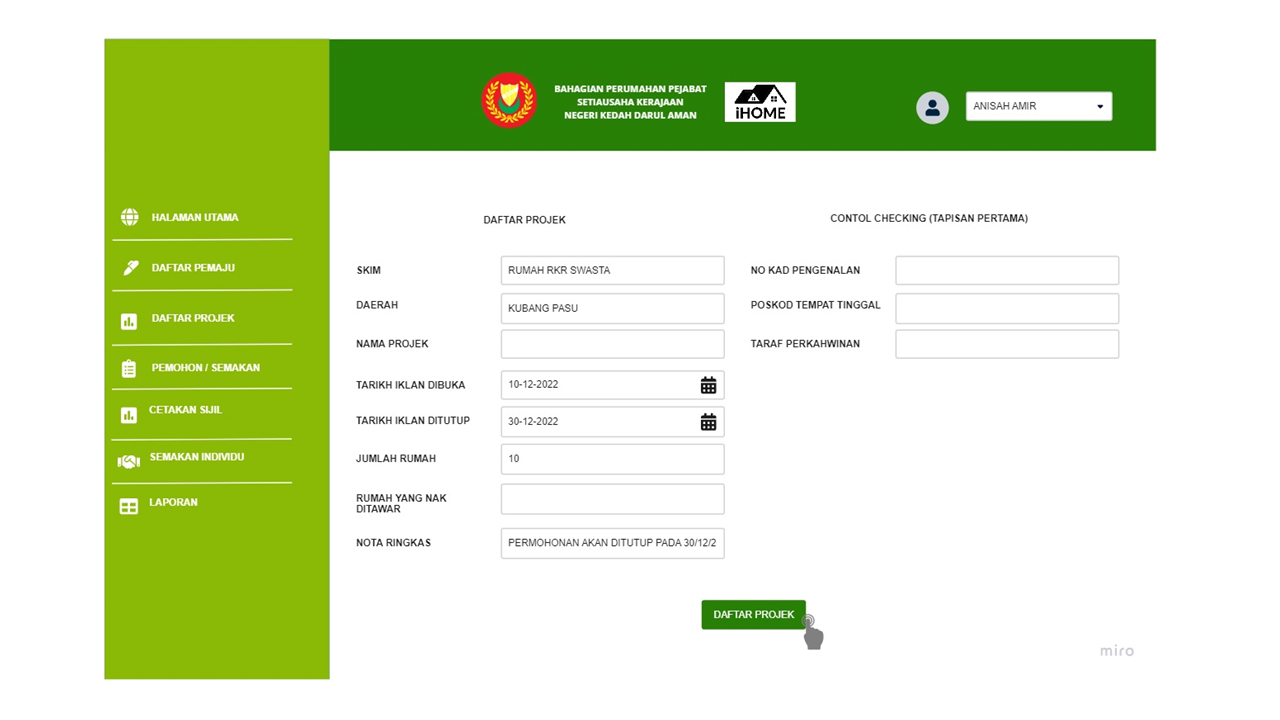 BAHAGIAN PERUMAHAN PEJABAT
SETIAUSAHA KERAJAAN
NEGERI KEDAH DARUL AMAN
iHOME
ANISAH AMIR
HALAMAN UTAMA
DAFTAR PEMAJU
DAFTAR PROJEK
PEMOHON / SEMAKAN
CETAKAN SIJIL
SEMAKAN INDIVIDU
LAPORAN
DAFTAR PROJEK
SKIM
RUMAH RKR SWASTA
DAERAH
KUBANG PASU
NAMA PROJEK
TARIKH IKLAN DIBUKA
10-12-2022
TARIKH IKLAN DITUTUP
30-12-2022
JUMLAH RUMAH
10
RUMAH YANG NAK
DITAWAR
NOTA RINGKAS
PERMOHONAN AKAN DITUTUP PADA 30/12/2
CONTOL CHECKING (TAPISAN PERTAMA)
NO KAD PENGENALAN
POSKOD TEMPAT TINGGAL
TARAF PERKAHWINAN
DAFTAR PROJEK
miro